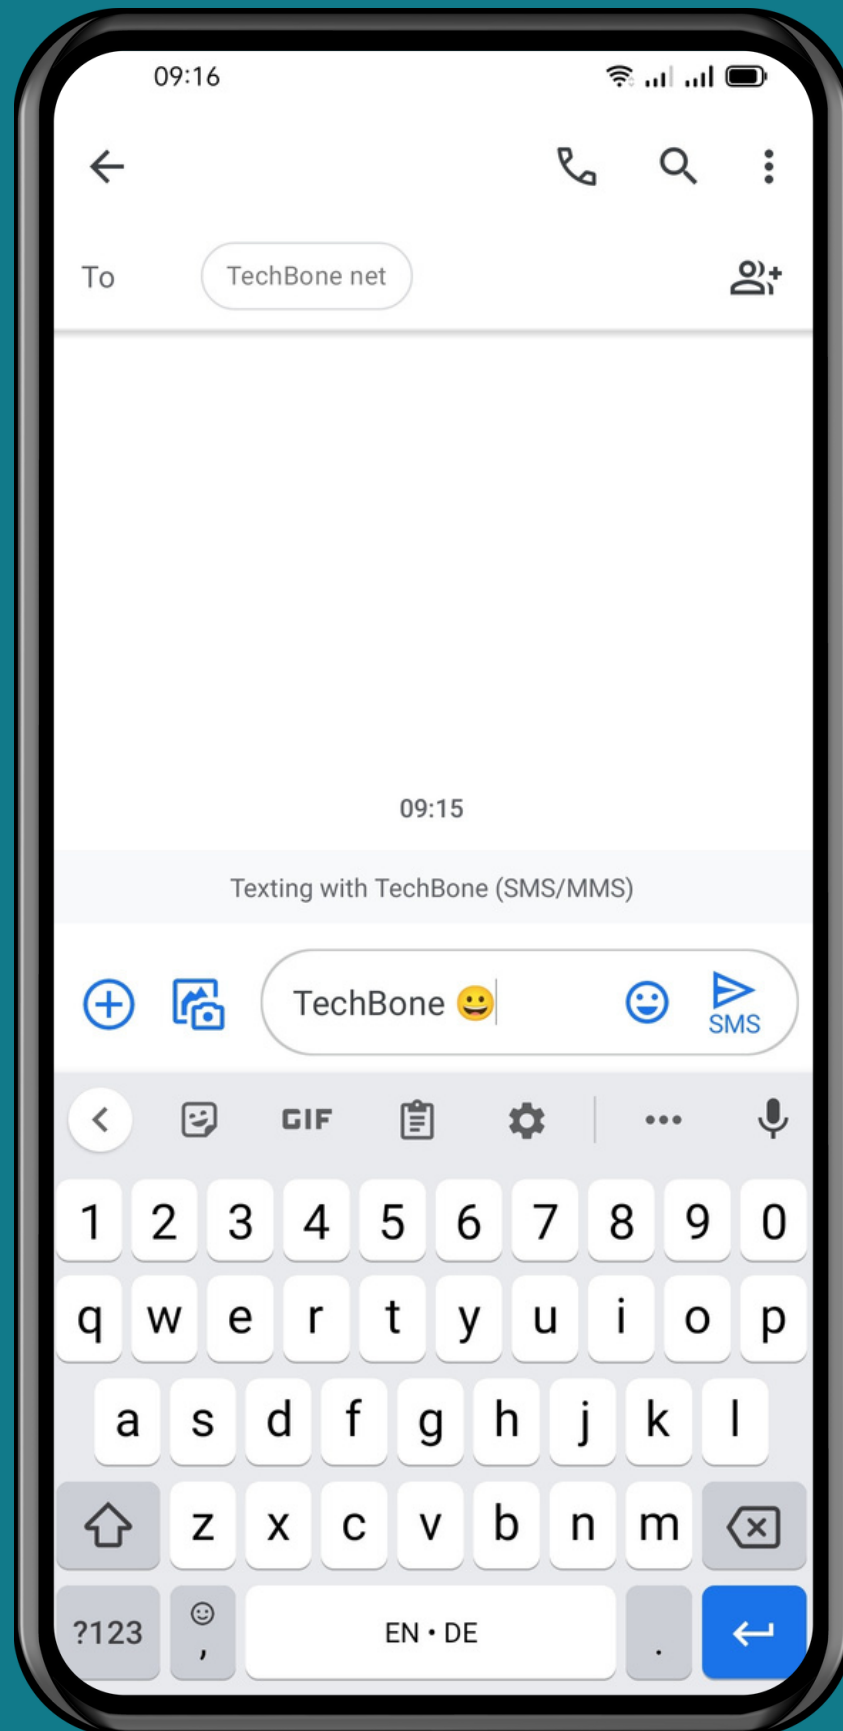 09:16
To TechBone net
09:15
Texting with TechBone (SMS/MMS)
TechBone 😀
SMS
GIF
1 2 3 4 5 6 7 8 9 0
q w e r t y u i o p
a s d f g h j k l
z x c v b n m
?123 , EN • DE .